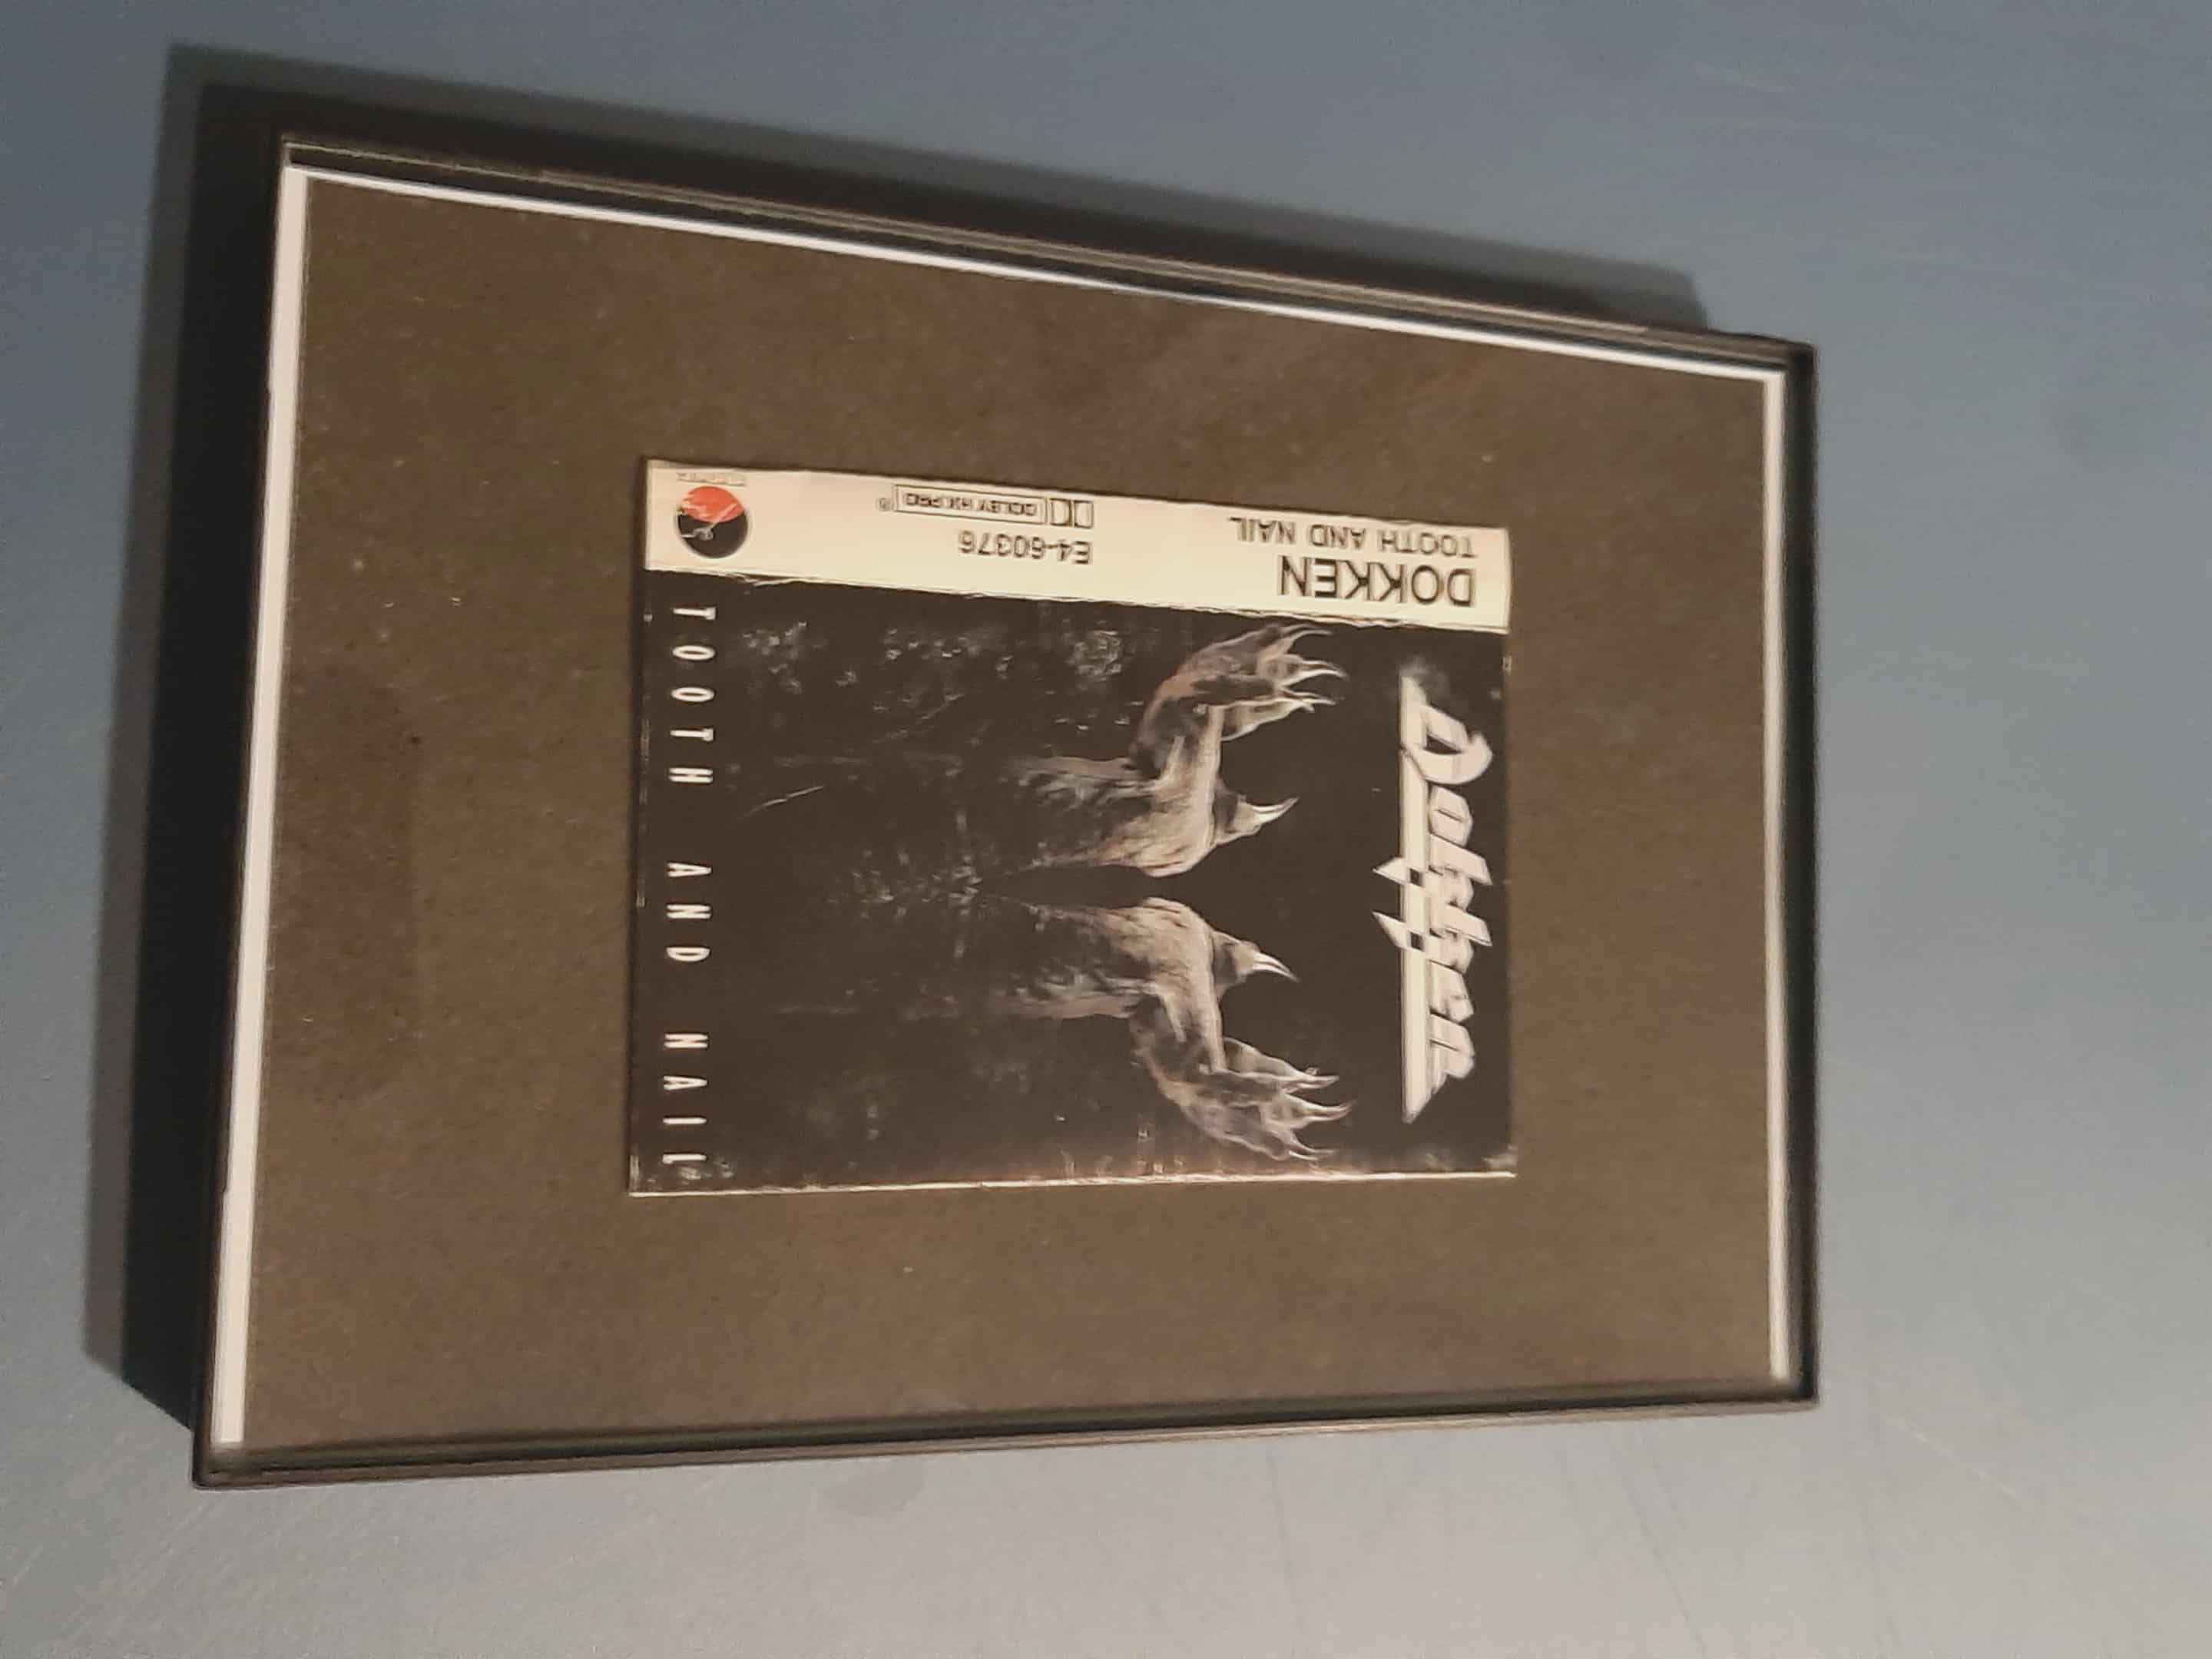 DOKKEN
TOOTH AND NAIL
E4-60376
DOLBY HX PRO
®
Dokken
TOOTH AND NAIL